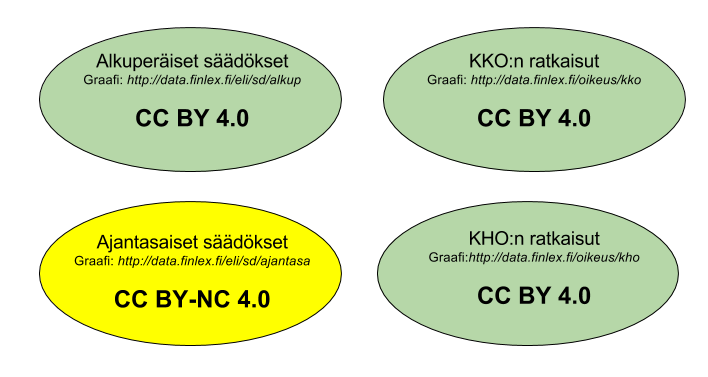 Alkuperäiset säädökset
Graafi: http://data.finlex.fi/eli/sd/alkup
CC BY 4.0
KKO:n ratkaisut
Graafi: http://data.finlex.fi/oikeus/kko
CC BY 4.0
Ajantasaiset säädökset
Graafi: http://data.finlex.fi/eli/sd/ajantasa
CC BY-NC 4.0
KHO:n ratkaisut
Graafi:http://data.finlex.fi/oikeus/kho
CC BY 4.0